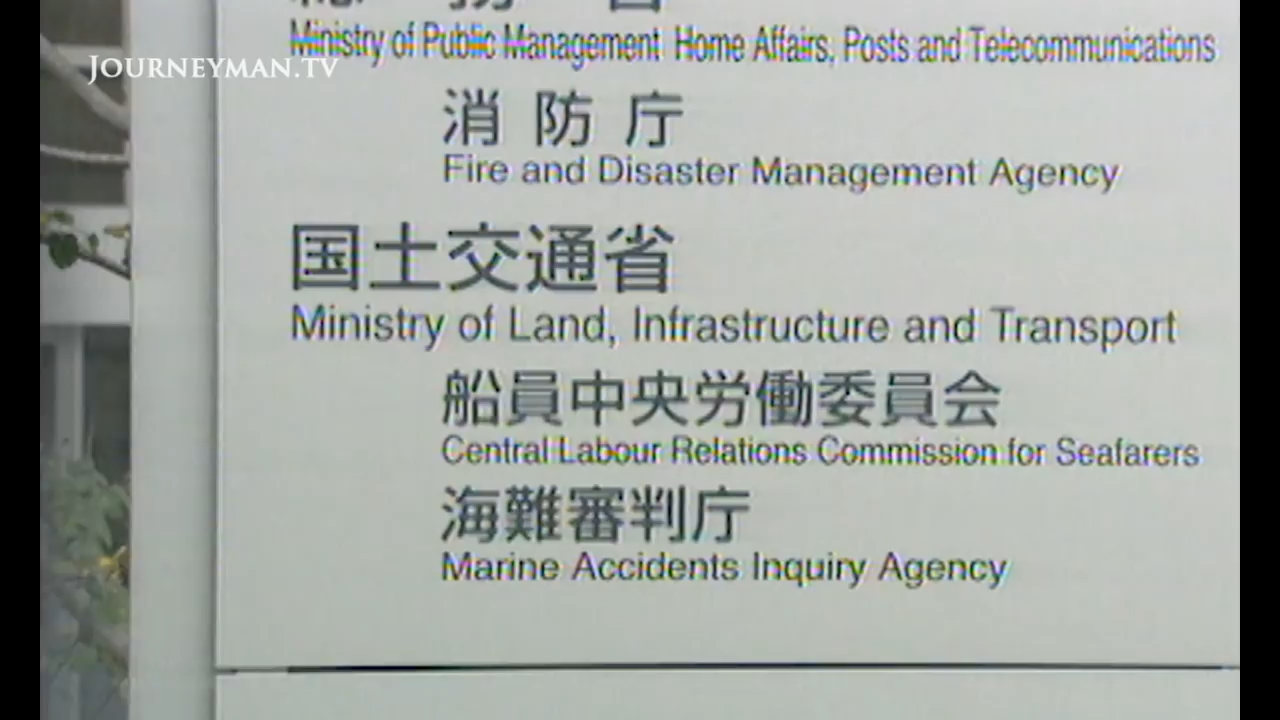 JOURNEYMAN.TV
Ministry of Public Management Home Affairs, Posts and Telecommunications
消防庁
Fire and Disaster Management Agency
国土交通省
Ministry of Land, Infrastructure and Transport
船員中央労働委員会
Central Labour Relations Commission for Seafarers
海難審判庁
Marine Accidents Inquiry Agency